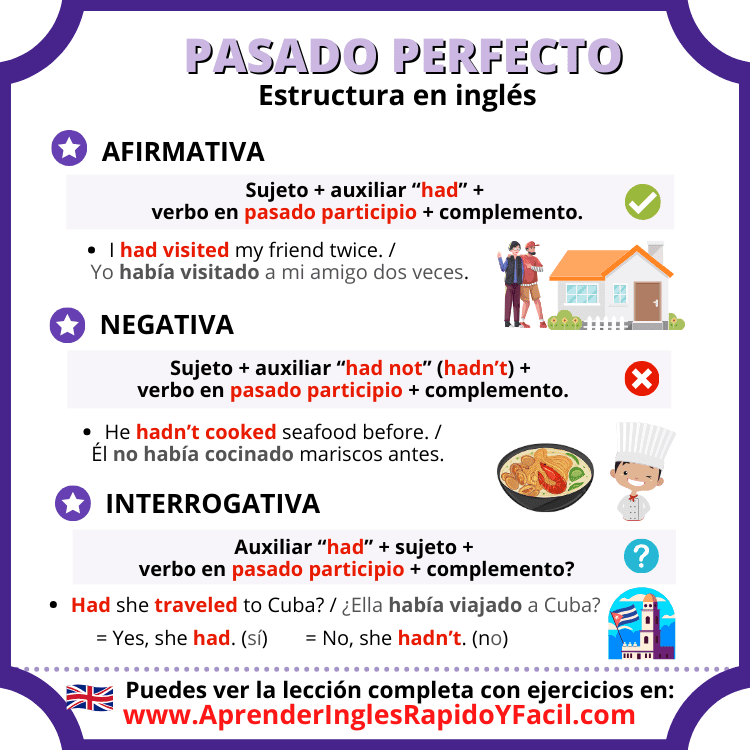 PASADO PERFECTO
Estructura en inglés
AFIRMATIVA
Sujeto + auxiliar “had” +
verbo en pasado participio + complemento.
• I had visited my friend twice. /
Yo había visitado a mi amigo dos veces.
NEGATIVA
Sujeto + auxiliar “had not” (hadn’t) +
verbo en pasado participio + complemento.
• He hadn’t cooked seafood before. /
Él no había cocinado mariscos antes.
INTERROGATIVA
Auxiliar “had” + sujeto +
verbo en pasado participio + complemento?
?
• Had she traveled to Cuba? / ¿Ella había viajado a Cuba?
= Yes, she had. (sí) = No, she hadn’t. (no)
Puedes ver la lección completa con ejercicios en:
www.AprenderInglesRapidoYFacil.com